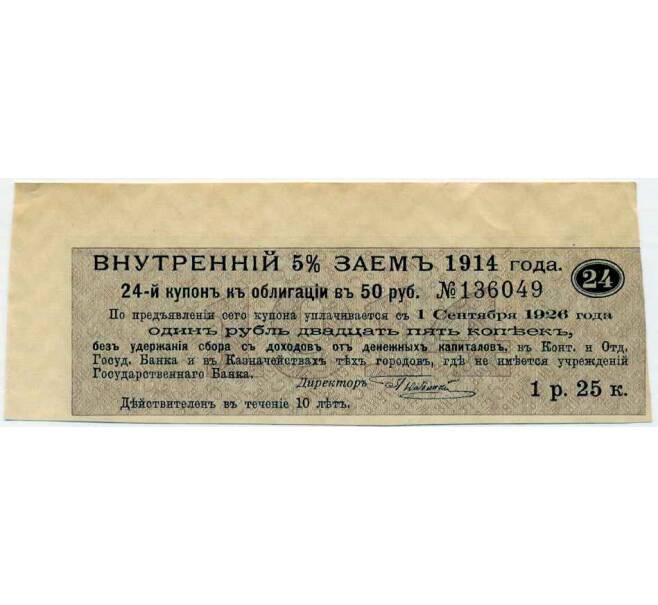 ВНУТРЕННІЙ 5% ЗАЕМЪ 1914 года.
24
24-й купонъ къ облигаціи въ 50 руб. №136049
По предъявленіи сего купона уплачивается съ 1 Сентября 1926 года
одинъ рубль двадцать пять копѣекъ,
безъ удержанія сбора съ доходовъ отъ денежныхъ капиталовъ, въ Конт. и Отд.
Госуд. Банка и въ Казначействахъ тѣхъ городовъ, гдѣ не имѣется учрежденій
Государственнаго Банка.
Директоръ
1 р. 25 к.
Дѣйствителенъ въ теченіе 10 лѣтъ.